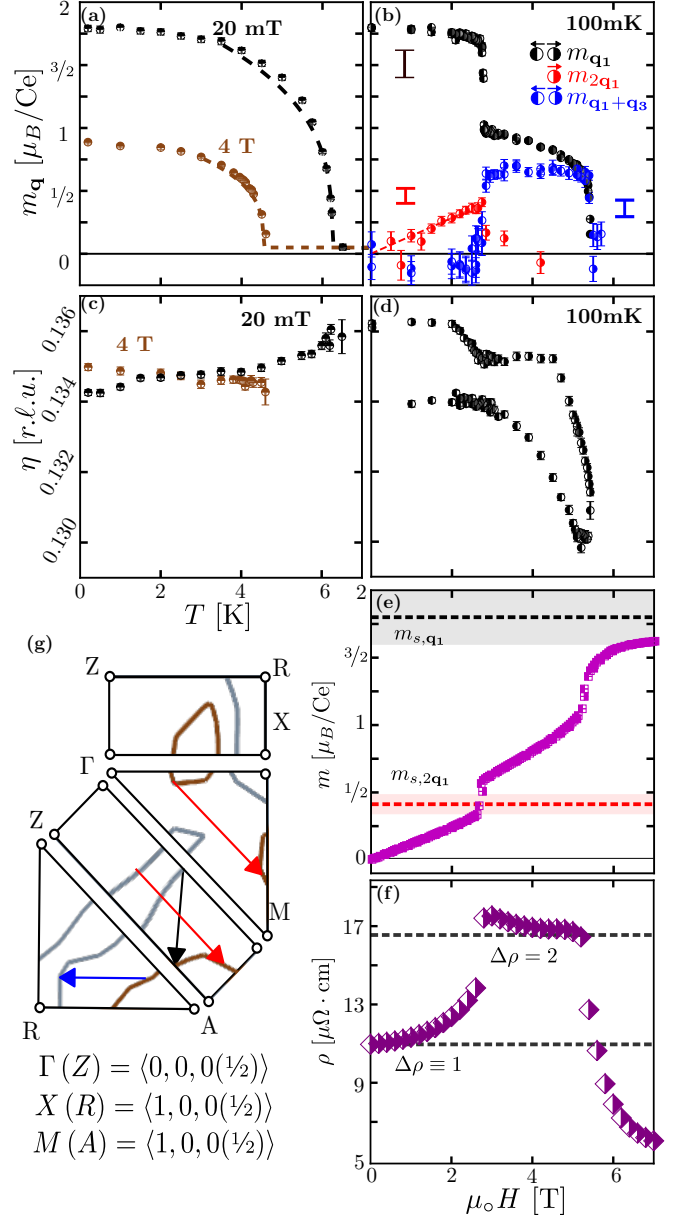 (a)
20 mT
4 T
m_q [μ_B/Ce]
2
3/2
1
1/2
0
(b)
100mK
m_q1
m_2q1
m_q1+q3
(c)
20 mT
4 T
η [r.ℓ.u.]
0.136
0.134
0.132
0.130
0 2 4 6
T [K]
(d)
100mK
(e)
m_s,q1
m_s,2q1
m [μ_B/Ce]
2
3/2
1
1/2
0
(f)
Δρ = 2
Δρ ≡ 1
ρ [μΩ · cm]
17
13
9
5
0 2 4 6
μ∘H [T]
(g)
Z
R
X
Γ
Z
M
R
A
Γ (Z) = ⟨0, 0, 0(½)⟩
X (R) = ⟨1, 0, 0(½)⟩
M (A) = ⟨1, 0, 0(½)⟩